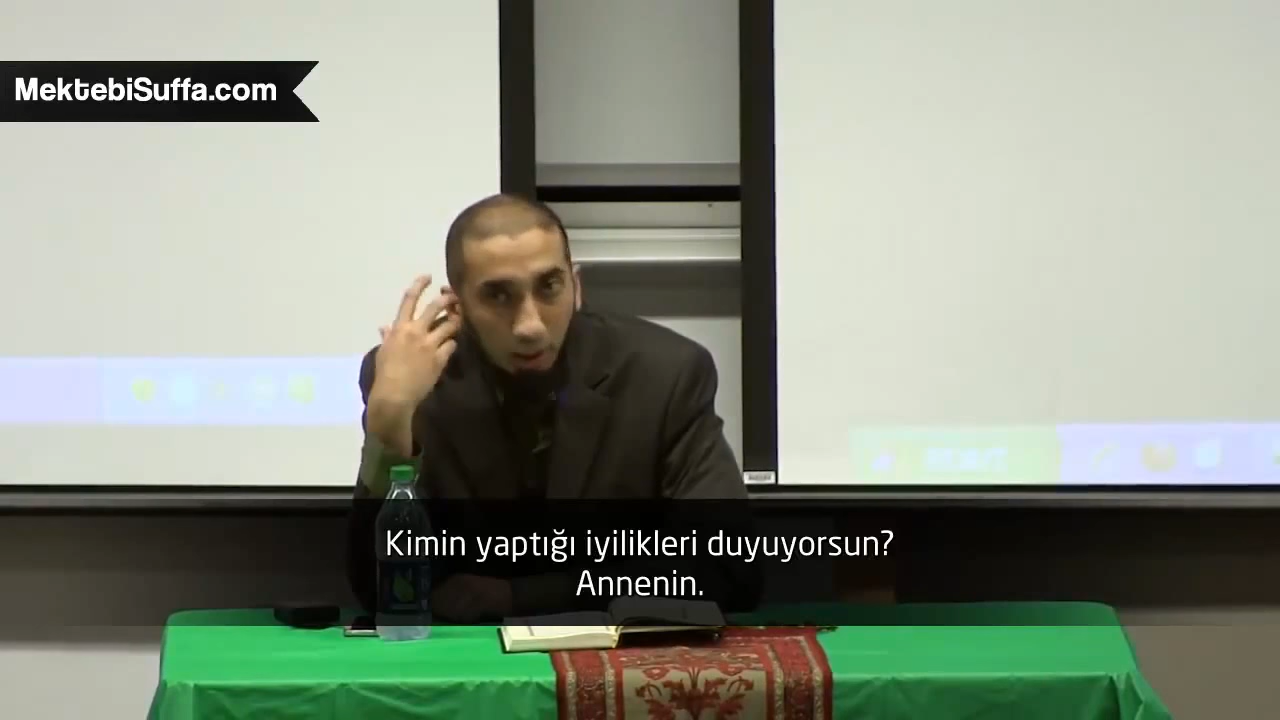 MektebiSuffa.com
Kimin yaptığı iyilikleri duyuyorsun?
Annenin.